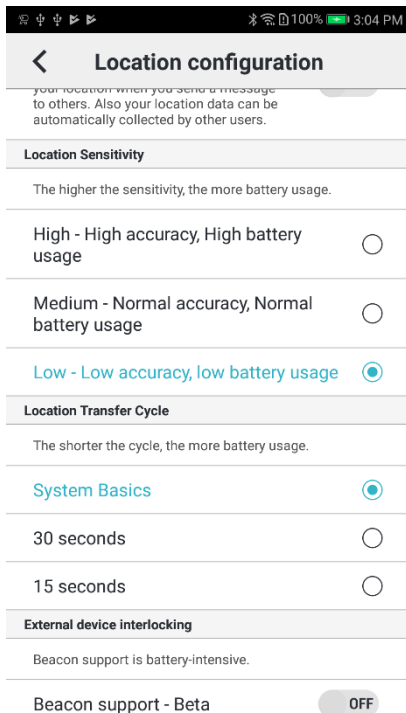 100% 3:04 PM
Location configuration
your location when you send a message
to others. Also your location data can be
automatically collected by other users.
Location Sensitivity
The higher the sensitivity, the more battery usage.
High - High accuracy, High battery
usage
Medium - Normal accuracy, Normal
battery usage
Low - Low accuracy, low battery usage
Location Transfer Cycle
The shorter the cycle, the more battery usage.
System Basics
30 seconds
15 seconds
External device interlocking
Beacon support is battery-intensive.
Beacon support - Beta OFF